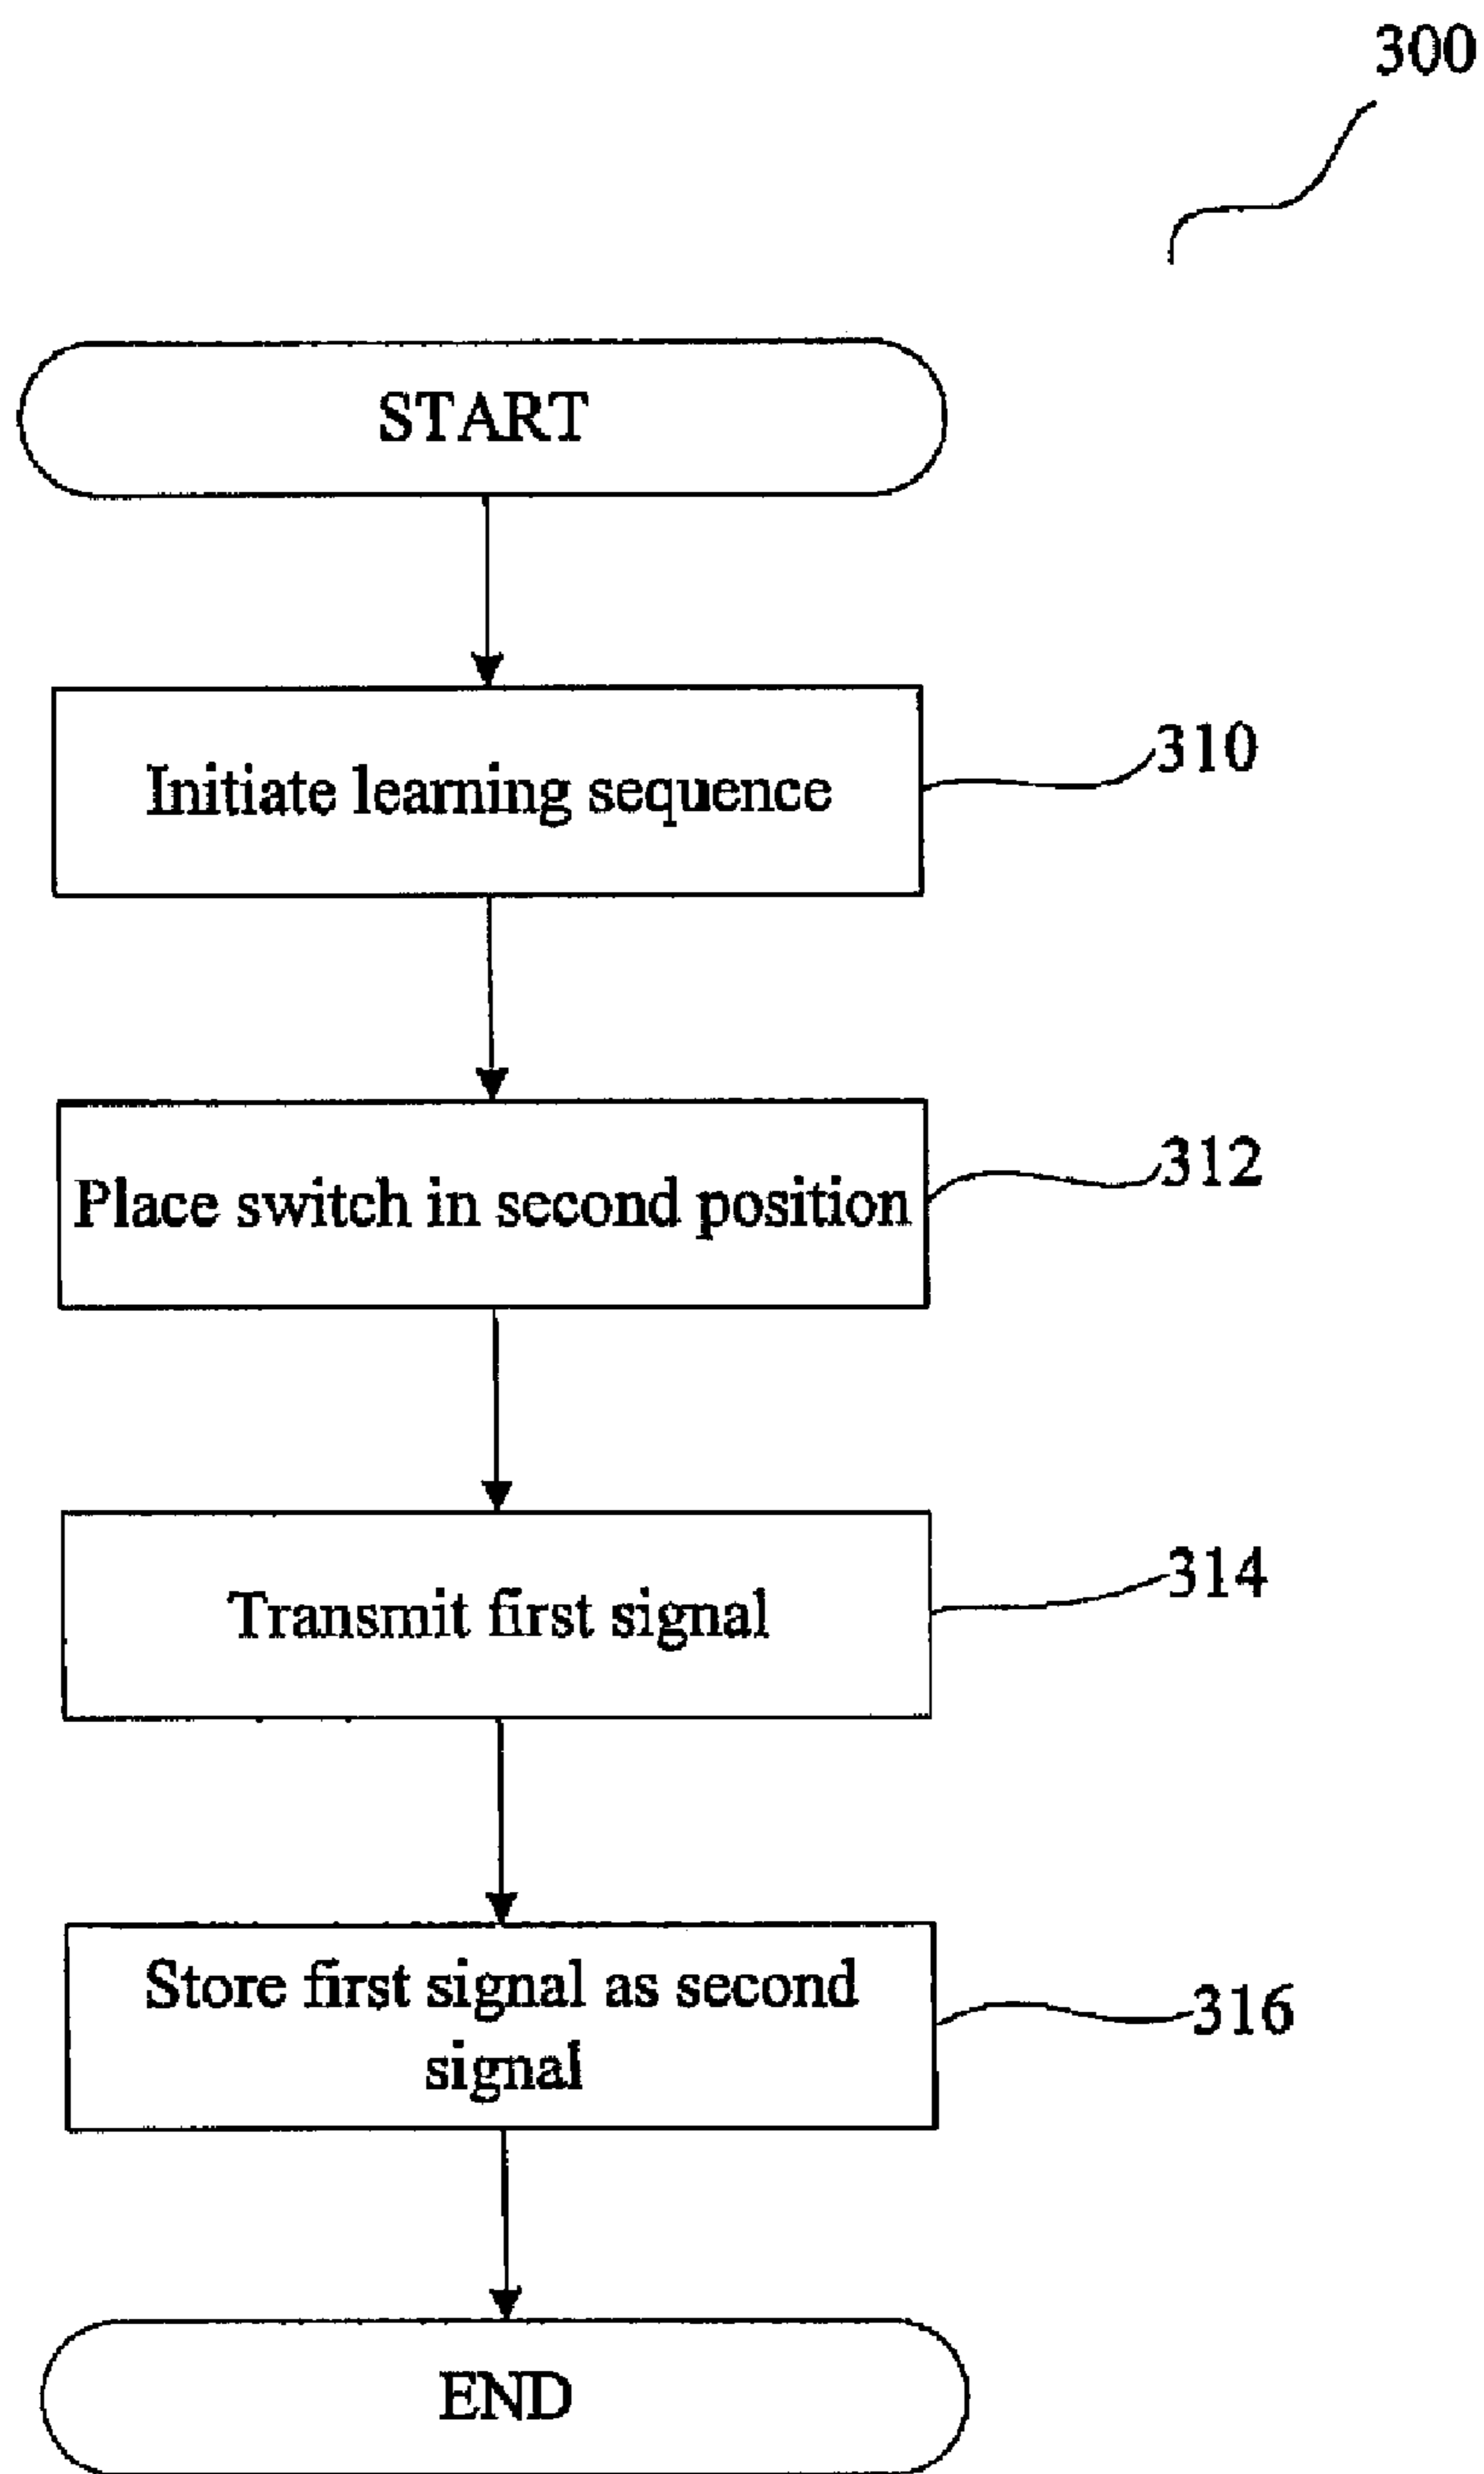 300
START
Initiate learning sequence
310
Place switch in second position
312
Transmit first signal
314
Store first signal as second
signal
316
END